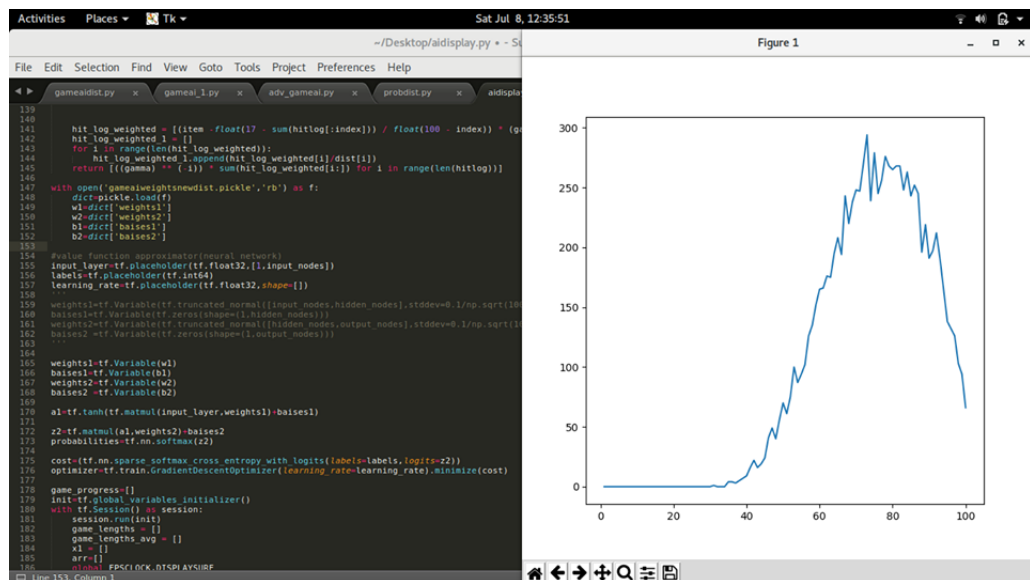 Activities Places Tk Sat Jul 8, 12:35:51
~/Desktop/aidisplay.py • - Su
File Edit Selection Find View Goto Tools Project Preferences Help
gameaidist.py × gameai_1.py × adv_gameai.py × probdist.py × aidisplay
139
140
141 hit_log_weighted = [(item -float(17 - sum(hitlog[:index])) / float(100 - index)) * (ga
142 hit_log_weighted_1 = []
143 for i in range(len(hit_log_weighted)):
144 hit_log_weighted_1.append(hit_log_weighted[i]/dist[i])
145 return [((gamma) ** (-i)) * sum(hit_log_weighted[i:]) for i in range(len(hitlog))]
146
147 with open('gameaiweightsnewdist.pickle','rb') as f:
148 dict=pickle.load(f)
149 w1=dict['weights1']
150 w2=dict['weights2']
151 b1=dict['baises1']
152 b2=dict['baises2']
153
154 #value function approximator(neural network)
155 input_layer=tf.placeholder(tf.float32,[1,input_nodes])
156 labels=tf.placeholder(tf.int64)
157 learning_rate=tf.placeholder(tf.float32,shape=[])
158 '''
159 weights1=tf.Variable(tf.truncated_normal([input_nodes,hidden_nodes],stddev=0.1/np.sqrt(100
160 baises1=tf.Variable(tf.zeros(shape=(1,hidden_nodes)))
161 weights2=tf.Variable(tf.truncated_normal([hidden_nodes,output_nodes],stddev=0.1/np.sqrt(10
162 baises2 =tf.Variable(tf.zeros(shape=(1,output_nodes)))
163 '''
164
165 weights1=tf.Variable(w1)
166 baises1=tf.Variable(b1)
167 weights2=tf.Variable(w2)
168 baises2 =tf.Variable(b2)
169
170 a1=tf.tanh(tf.matmul(input_layer,weights1)+baises1)
171
172 z2=tf.matmul(a1,weights2)+baises2
173 probabilities=tf.nn.softmax(z2)
174
175 cost=(tf.nn.sparse_softmax_cross_entropy_with_logits(labels=labels,logits=z2))
176 optimizer=tf.train.GradientDescentOptimizer(learning_rate=learning_rate).minimize(cost)
177
178 game_progress=[]
179 init=tf.global_variables_initializer()
180 with tf.Session() as session:
181 session.run(init)
182 game_lengths = []
183 game_lengths_avg = []
184 x1 = []
185 arr=[]
186 global FPSCLOCK,DISPLAYSURF
Line 153, Column 1
Figure 1
300
250
200
150
100
50
0
0 20 40 60 80 100